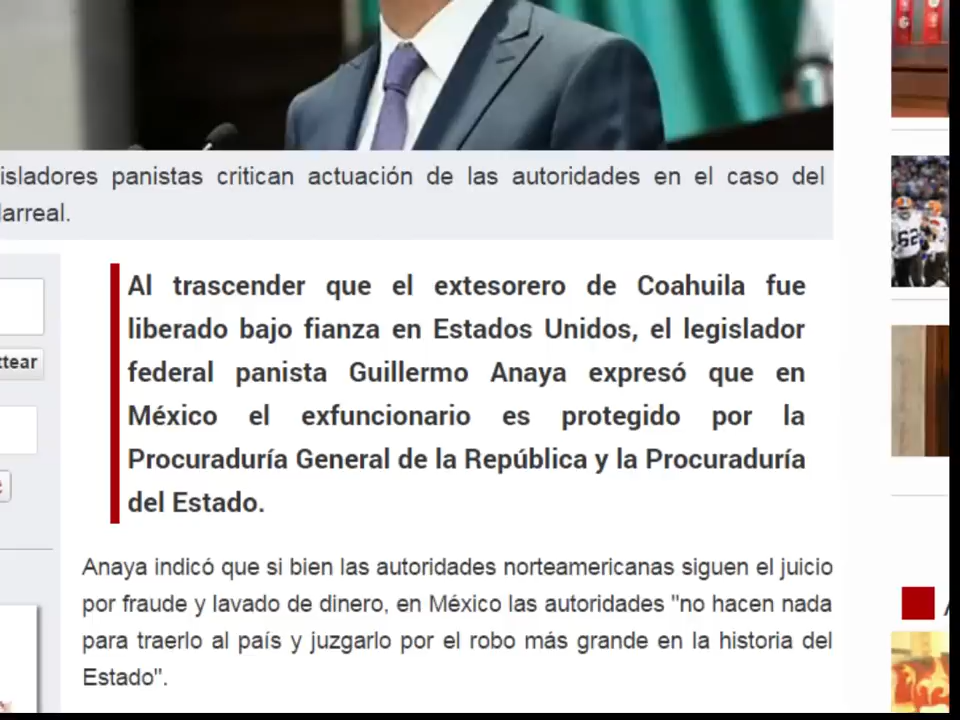 isladores panistas critican actuación de las autoridades en el caso del
larreal.
Al trascender que el extesorero de Coahuila fue
liberado bajo fianza en Estados Unidos, el legislador
federal panista Guillermo Anaya expresó que en
México el exfuncionario es protegido por la
Procuraduría General de la República y la Procuraduría
del Estado.
ttear
Anaya indicó que si bien las autoridades norteamericanas siguen el juicio
por fraude y lavado de dinero, en México las autoridades "no hacen nada
para traerlo al país y juzgarlo por el robo más grande en la historia del
Estado".
62